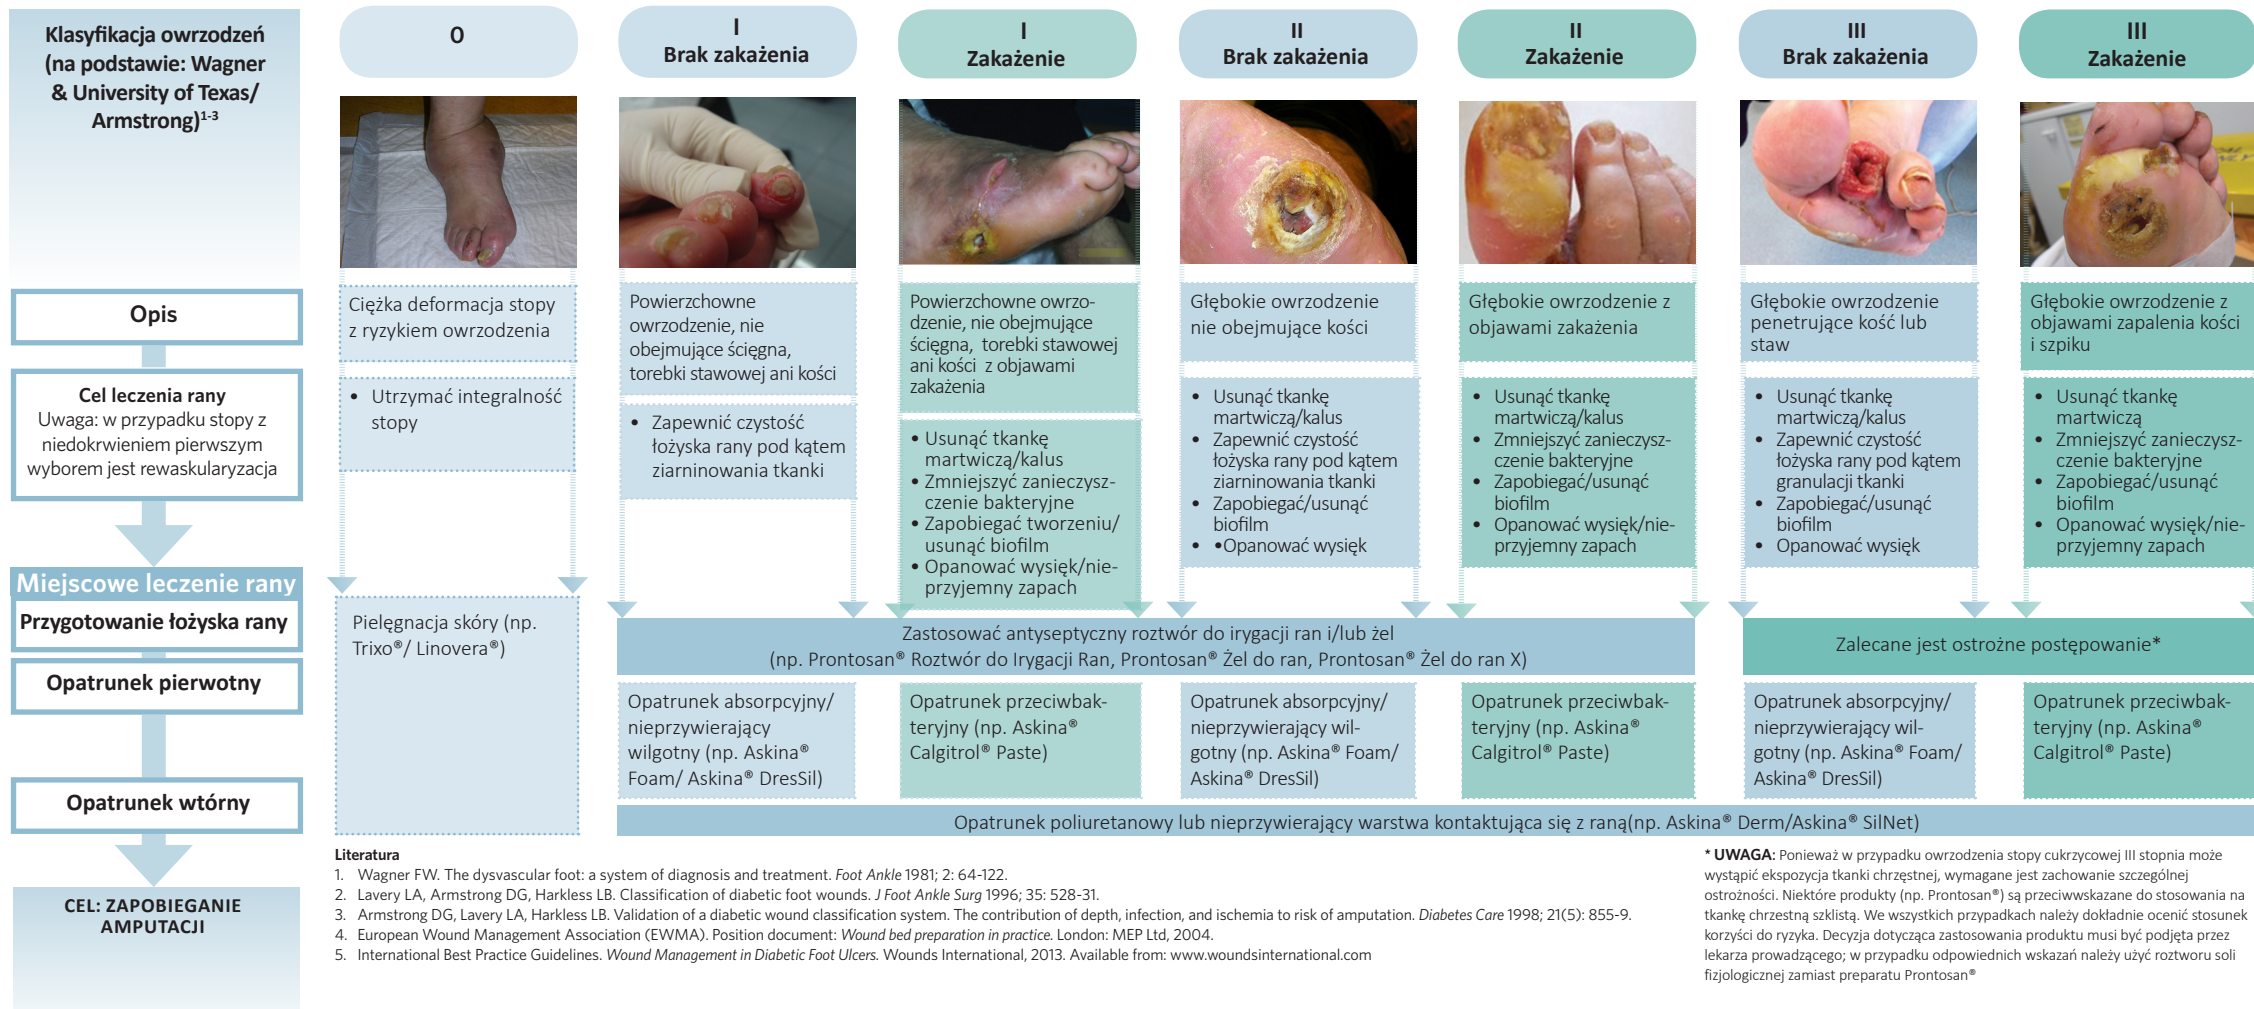 Klasyfikacja owrzodzeń
(na podstawie: Wagner
& University of Texas/
Armstrong)1-3
0
I
Brak zakażenia
I
Zakażenie
II
Brak zakażenia
II
Zakażenie
III
Brak zakażenia
III
Zakażenie
Opis
Ciężka deformacja stopy
z ryzykiem owrzodzenia
Powierzchowne
owrzodzenie, nie
obejmujące ścięgna,
torebki stawowej ani kości
Powierzchowne owrzo-
dzenie, nie obejmujące
ścięgna, torebki stawowej
ani kości z objawami
zakażenia
Głębokie owrzodzenie
nie obejmujące kości
Głębokie owrzodzenie z
objawami zakażenia
Głębokie owrzodzenie
penetrujące kość lub
staw
Głębokie owrzodzenie z
objawami zapalenia kości
i szpiku
Cel leczenia rany
Uwaga: w przypadku stopy z
niedokrwieniem pierwszym
wyborem jest rewaskularyzacja
• Utrzymać integralność
stopy
• Zapewnić czystość
łożyska rany pod kątem
ziarninowania tkanki
• Usunąć tkankę
martwiczą/kalus
• Zmniejszyć zanieczysz-
czenie bakteryjne
• Zapobiegać tworzeniu/
usunąć biofilm
• Opanować wysięk/nie-
przyjemny zapach
• Usunąć tkankę
martwiczą/kalus
• Zapewnić czystość
łożyska rany pod kątem
ziarninowania tkanki
• Zapobiegać/usunąć
biofilm
• •Opanować wysięk
• Usunąć tkankę
martwiczą/kalus
• Zmniejszyć zanieczysz-
czenie bakteryjne
• Zapobiegać/usunąć
biofilm
• Opanować wysięk/nie-
przyjemny zapach
• Usunąć tkankę
martwiczą/kalus
• Zapewnić czystość
łożyska rany pod kątem
granulacji tkanki
• Zapobiegać/usunąć
biofilm
• Opanować wysięk
• Usunąć tkankę
martwiczą
• Zmniejszyć zanieczysz-
czenie bakteryjne
• Zapobiegać/usunąć
biofilm
• Opanować wysięk/nie-
przyjemny zapach
Miejscowe leczenie rany
Przygotowanie łożyska rany
Pielęgnacja skóry (np.
Trixo®/ Linovera®)
Zastosować antyseptyczny roztwór do irygacji ran i/lub żel
(np. Prontosan® Roztwór do Irygacji Ran, Prontosan® Żel do ran, Prontosan® Żel do ran X)
Zalecane jest ostrożne postępowanie*
Opatrunek pierwotny
Opatrunek absorpcyjny/
nieprzywierający
wilgotny (np. Askina®
Foam/ Askina® DresSil)
Opatrunek przeciwbak-
teryjny (np. Askina®
Calgitrol® Paste)
Opatrunek absorpcyjny/
nieprzywierający wil-
gotny (np. Askina® Foam/
Askina® DresSil)
Opatrunek przeciwbak-
teryjny (np. Askina®
Calgitrol® Paste)
Opatrunek absorpcyjny/
nieprzywierający wil-
gotny (np. Askina® Foam/
Askina® DresSil)
Opatrunek przeciwbak-
teryjny (np. Askina®
Calgitrol® Paste)
Opatrunek wtórny
Opatrunek poliuretanowy lub nieprzywierający warstwa kontaktująca się z raną(np. Askina® Derm/Askina® SilNet)
CEL: ZAPOBIEGANIE
AMPUTACJI
Literatura
1. Wagner FW. The dysvascular foot: a system of diagnosis and treatment. Foot Ankle 1981; 2: 64-122.
2. Lavery LA, Armstrong DG, Harkless LB. Classification of diabetic foot wounds. J Foot Ankle Surg 1996; 35: 528-31.
3. Armstrong DG, Lavery LA, Harkless LB. Validation of a diabetic wound classification system. The contribution of depth, infection, and ischemia to risk of amputation. Diabetes Care 1998; 21(5): 855-9.
4. European Wound Management Association (EWMA). Position document: Wound bed preparation in practice. London: MEP Ltd, 2004.
5. International Best Practice Guidelines. Wound Management in Diabetic Foot Ulcers. Wounds International, 2013. Available from: www.woundsinternational.com
* UWAGA: Ponieważ w przypadku owrzodzenia stopy cukrzycowej III stopnia może
wystąpić ekspozycja tkanki chrzęstnej, wymagane jest zachowanie szczególnej
ostrożności. Niektóre produkty (np. Prontosan®) są przeciwwskazane do stosowania na
tkankę chrzestną szklistą. We wszystkich przypadkach należy dokładnie ocenić stosunek
korzyści do ryzyka. Decyzja dotycząca zastosowania produktu musi być podjęta przez
lekarza prowadzącego; w przypadku odpowiednich wskazań należy użyć roztworu soli
fizjologicznej zamiast preparatu Prontosan®